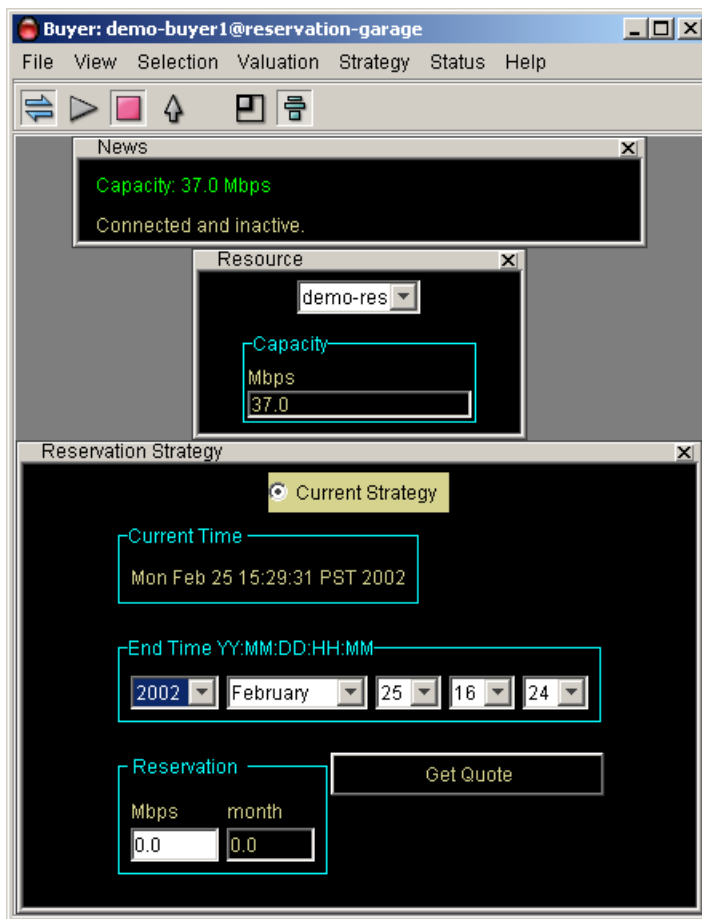 Buyer: demo-buyer1@reservation-garage
File View Selection Valuation Strategy Status Help
News
Capacity: 37.0 Mbps
Connected and inactive.
Resource
demo-res
Capacity
Mbps
37.0
Reservation Strategy
Current Strategy
Current Time
Mon Feb 25 15:29:31 PST 2002
End Time YY:MM:DD:HH:MM
2002 February 25 16 24
Reservation
Get Quote
Mbps month
0.0 0.0